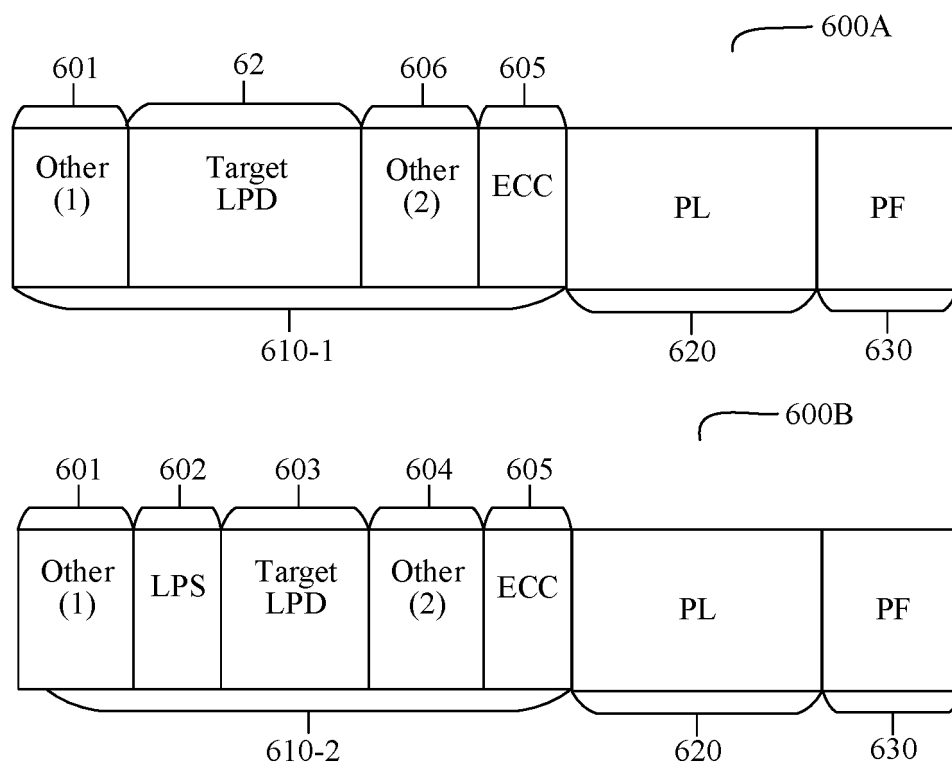 600A
601 62 606 605
Other Target Other ECC PL PF
(1) LPD (2)
610-1 620 630
600B
601 602 603 604 605
Other LPS Target Other ECC PL PF
(1) LPD (2)
610-2 620 630